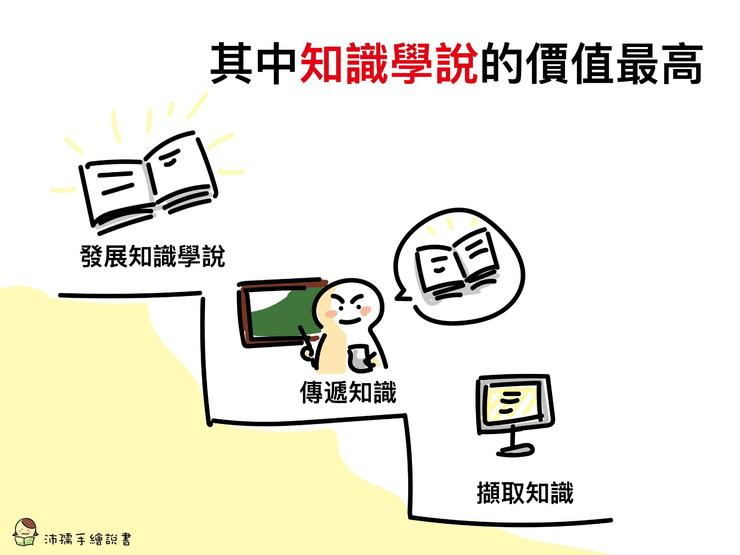 其中知識學說的價值最高
發展知識學說
傳遞知識
擷取知識
沛孺手繪說書